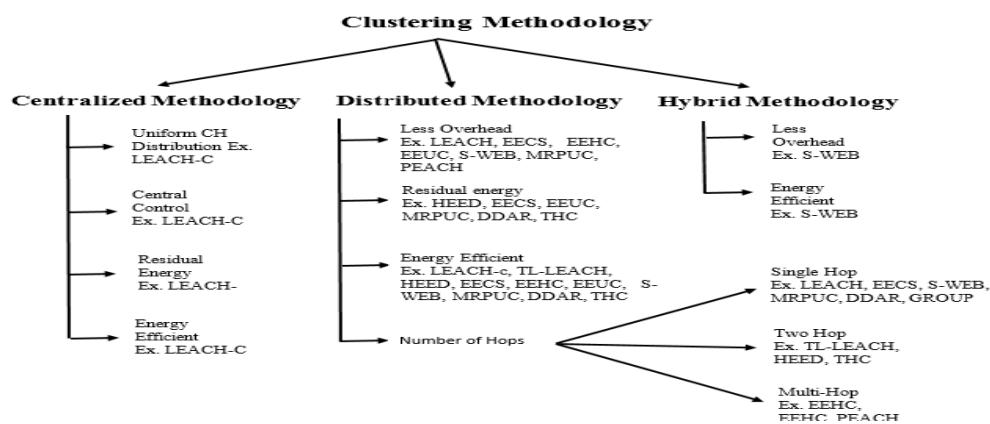 Clustering Methodology
Centralized Methodology
Uniform CH
Distribution Ex.
LEACH-C
Central
Control
Ex. LEACH-C
Residual
Energy
Ex. LEACH-
Energy
Efficient
Ex. LEACH-C
Distributed Methodology
Less Overhead
Ex. LEACH, EECS, EEHC,
EEUC, S-WEB, MRPUC,
PEACH
Residual energy
Ex. HEED, EECS, EEUC,
MRPUC, DDAR, THC
Energy Efficient
Ex. LEACH-c, TL-LEACH,
HEED, EECS, EEHC, EEUC, S-
WEB, MRPUC, DDAR, THC
Number of Hops
Single Hop
Ex. LEACH, EECS, S-WEB,
MRPUC, DDAR, GROUP
Two Hop
Ex. TL-LEACH,
HEED, THC
Multi-Hop
Ex. EEHC,
EEHC, PEACH
Hybrid Methodology
Less
Overhead
Ex. S-WEB
Energy
Efficient
Ex. S-WEB